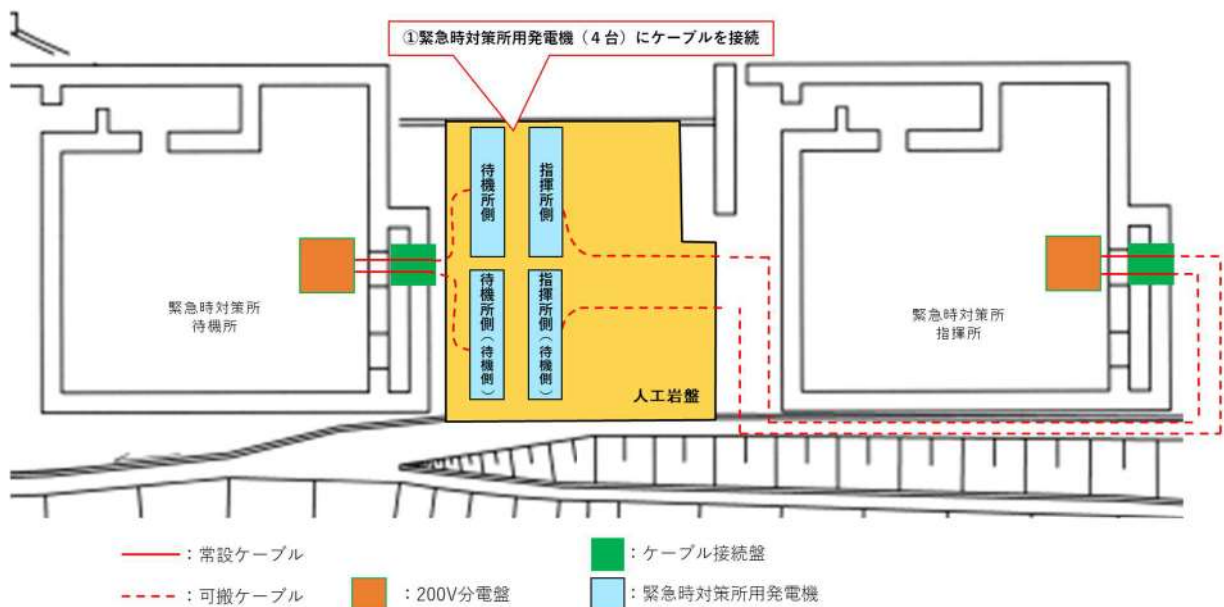 ①緊急時対策所用発電機（４台）にケーブルを接続
待機所側
指揮所側
待機所側（待機側）
指揮所側（待機側）
緊急時対策所
待機所
緊急時対策所
指揮所
人工岩盤
：常設ケーブル
：ケーブル接続盤
：可搬ケーブル
：200V分電盤
：緊急時対策所用発電機